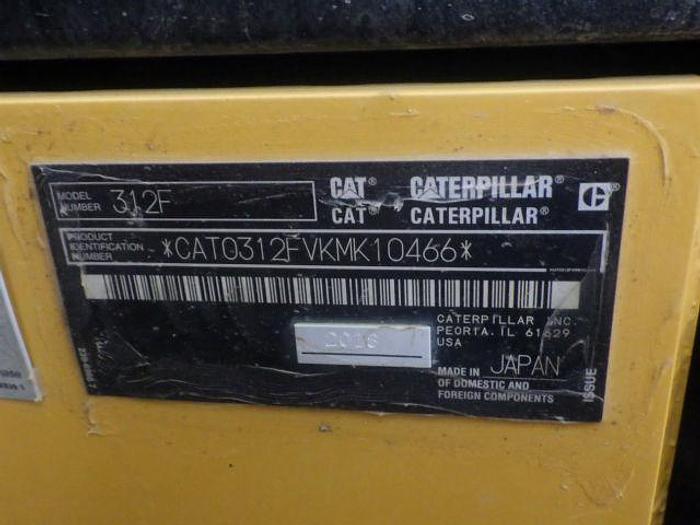 MODEL NUMBER 312F
CAT® CATERPILLAR®
CAT® CATERPILLAR®
PRODUCT IDENTIFICATION NUMBER *CAT0312FVKMK10466*
CATERPILLAR INC.
PEORIA, IL 61629
USA
MADE IN JAPAN
OF DOMESTIC AND
FOREIGN COMPONENTS
ISSUE